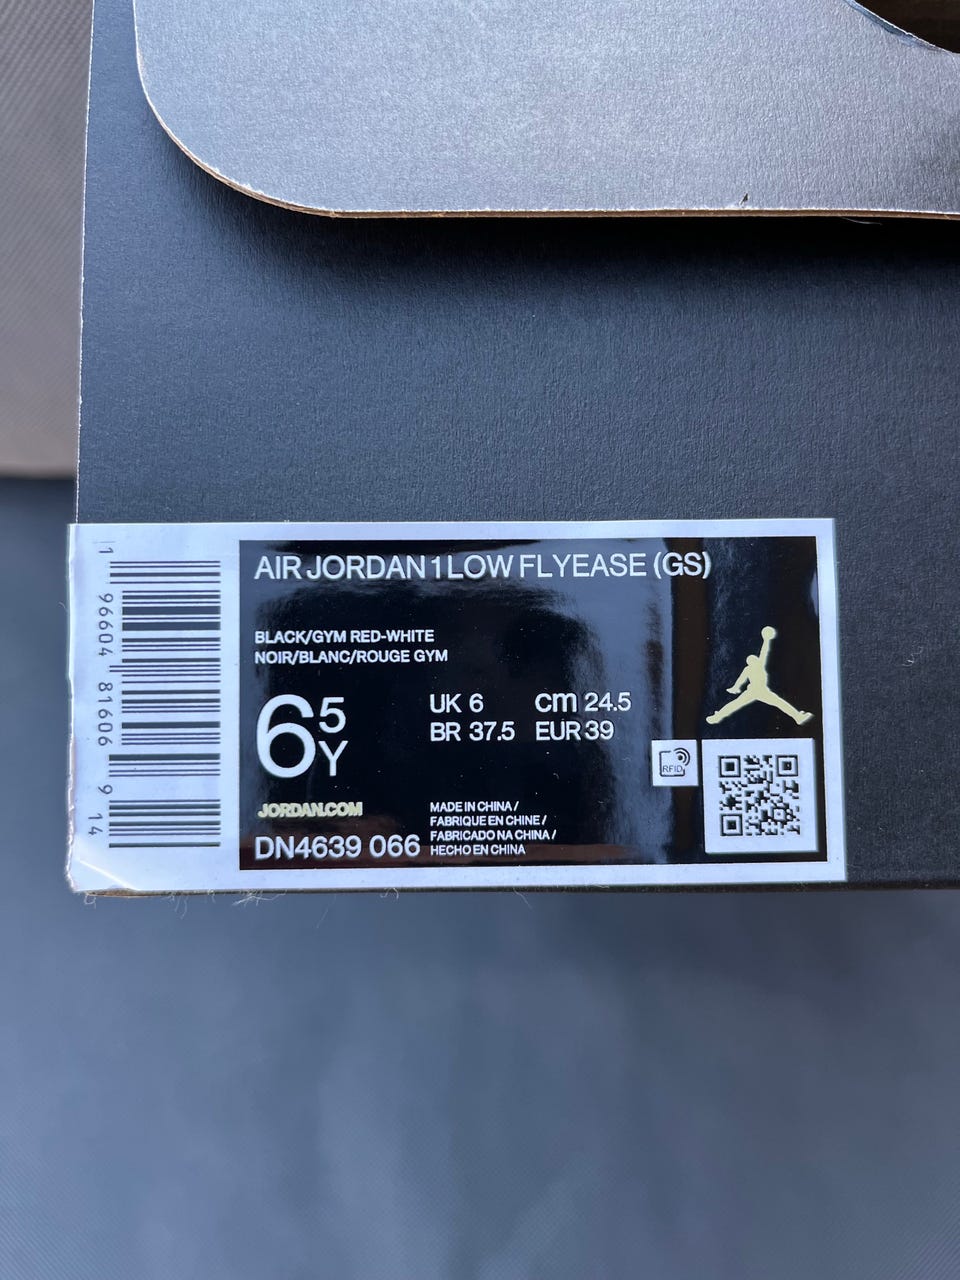 AIR JORDAN 1 LOW FLYEASE (GS)
BLACK/GYM RED-WHITE
NOIR/BLANC/ROUGE GYM
6 5 Y
UK 6 cm 24.5
BR 37.5 EUR 39
RFID
JORDAN.COM
DN4639 066
MADE IN CHINA /
FABRIQUE EN CHINE /
FABRICADO NA CHINA /
HECHO EN CHINA
1 96604 81606 9 14